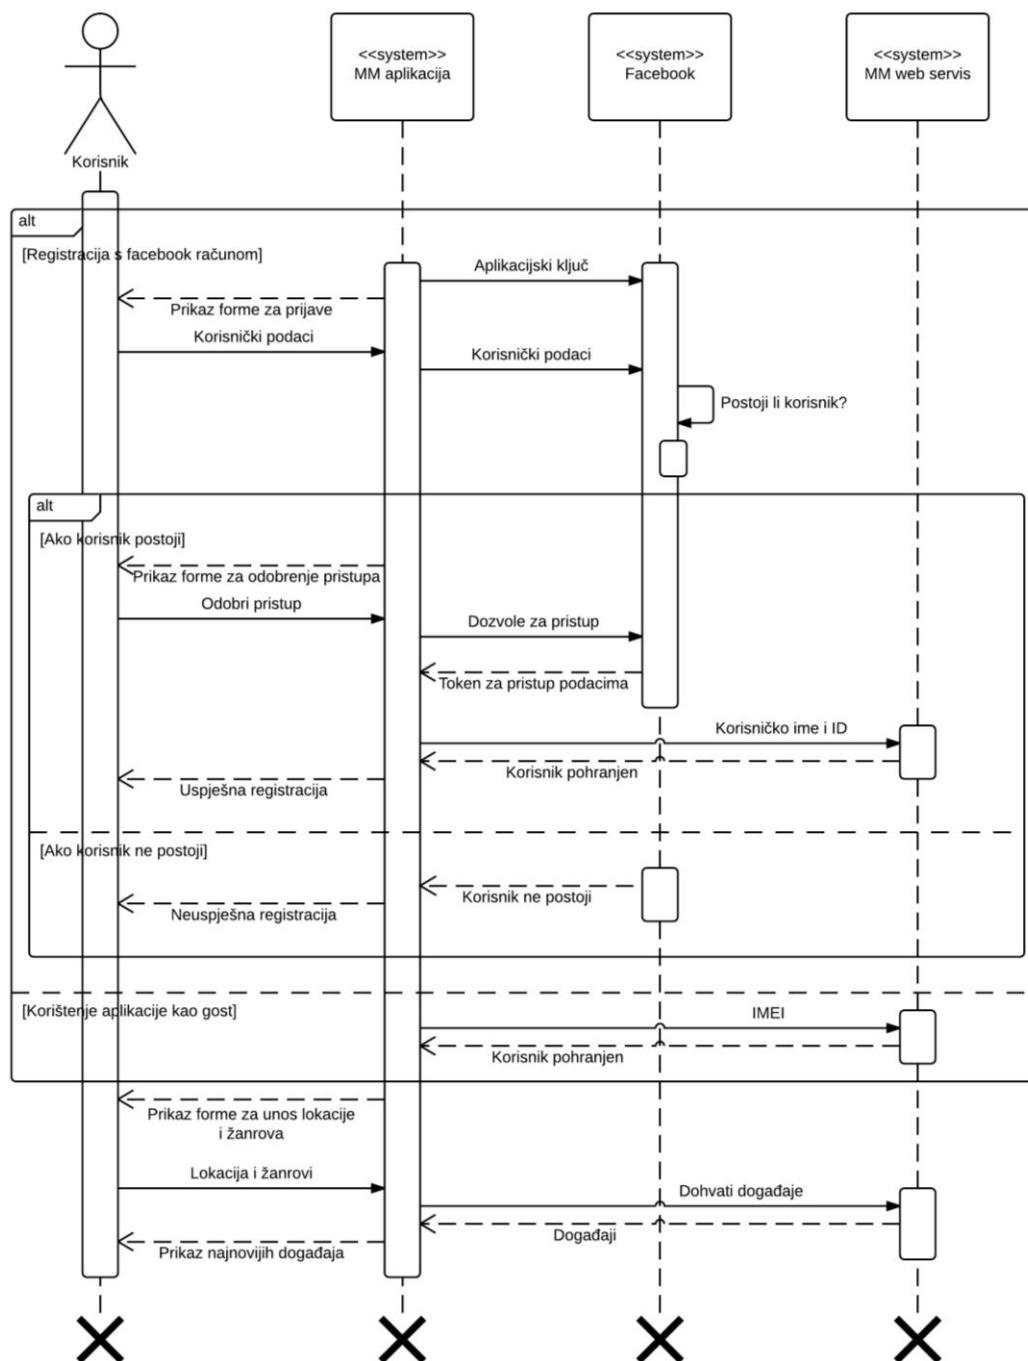 <<system>>
MM aplikacija
<<system>>
Facebook
<<system>>
MM web servis
Korisnik
alt
[Registracija s facebook računom]
Aplikacijski ključ
Prikaz forme za prijave
Korisnički podaci
Korisnički podaci
Postoji li korisnik?
alt
[Ako korisnik postoji]
Prikaz forme za odobrenje pristupa
Odobri pristup
Dozvole za pristup
Token za pristup podacima
Korisničko ime i ID
Korisnik pohranjen
Uspješna registracija
[Ako korisnik ne postoji]
Korisnik ne postoji
Neuspješna registracija
[Korištenje aplikacije kao gost]
IMEI
Korisnik pohranjen
Prikaz forme za unos lokacije
i žanrova
Lokacija i žanrovi
Dohvati događaje
Događaji
Prikaz najnovijih događaja